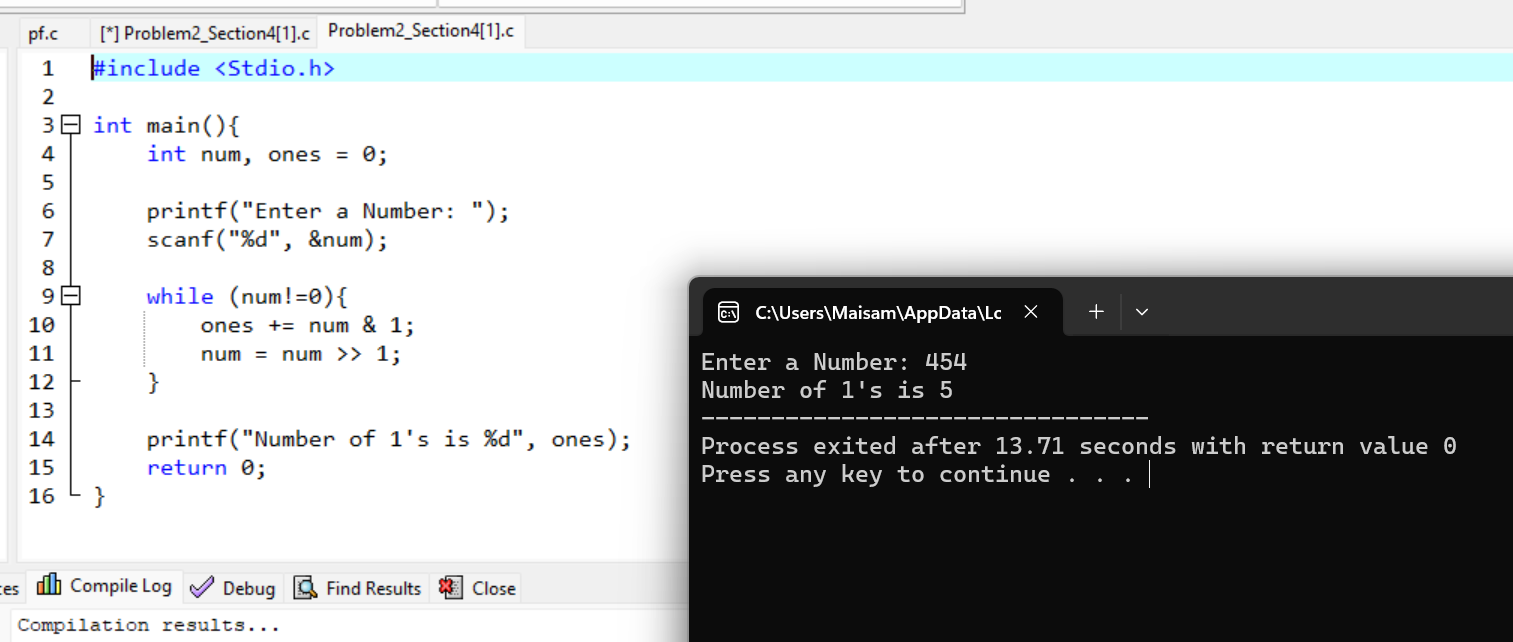 pf.c [*] Problem2_Section4[1].c Problem2_Section4[1].c
1 #include <Stdio.h>
2
3 int main(){
4 int num, ones = 0;
5
6 printf("Enter a Number: ");
7 scanf("%d", &num);
8
9 while (num!=0){
10 ones += num & 1;
11 num = num >> 1;
12 }
13
14 printf("Number of 1's is %d", ones);
15 return 0;
16 }
C:\Users\Maisam\AppData\Lc
Enter a Number: 454
Number of 1's is 5
--------------------------------
Process exited after 13.71 seconds with return value 0
Press any key to continue . . .
Compile Log Debug Find Results Close
Compilation results...